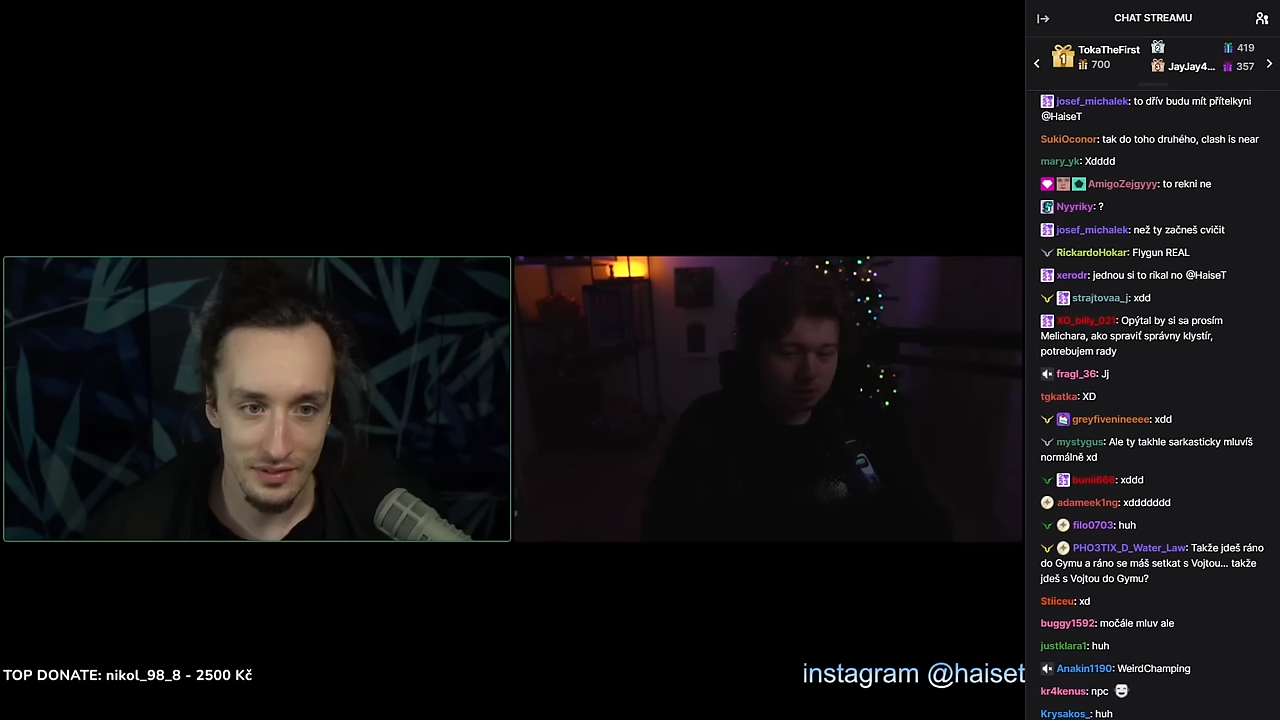 CHAT STREAMU
TokaTheFirst
700
419
JayJay4...
357
josef_michalek: to dřív budu mít přítelkyni
@HaiseT
SukiOconor: tak do toho druhého, clash is near
mary_yk: Xdddd
AmigoZejgyyy: to rekni ne
Nyyriky: ?
josef_michalek: než ty začneš cvičit
RickardoHokar: Flygun REAL
xerodr: jednou si to rikal no @HaiseT
strajtovaa_j: xdd
XO_billy_021: Opýtal by si sa prosím
Melichara, ako spraviť správny klystír,
potrebujem rady
fragl_36: Jj
tgkatka: XD
greyfivenineeee: xdd
mystygus: Ale ty takhle sarkasticky mluvíš
normálně xd
bunii666: xddd
adameek1ng: xddddddd
filo0703: huh
PHO3TIX_D_Water_Law: Takže jdeš ráno
do Gymu a ráno se máš setkat s Vojtou... takže
jdeš s Vojtou do Gymu?
Stiiceu: xd
buggy1592: močále mluv ale
justklara1: huh
Anakin1190: WeirdChamping
kr4kenus: npc
Krysakos_: huh
TOP DONATE: nikol_98_8 - 2500 Kč
instagram @haiset